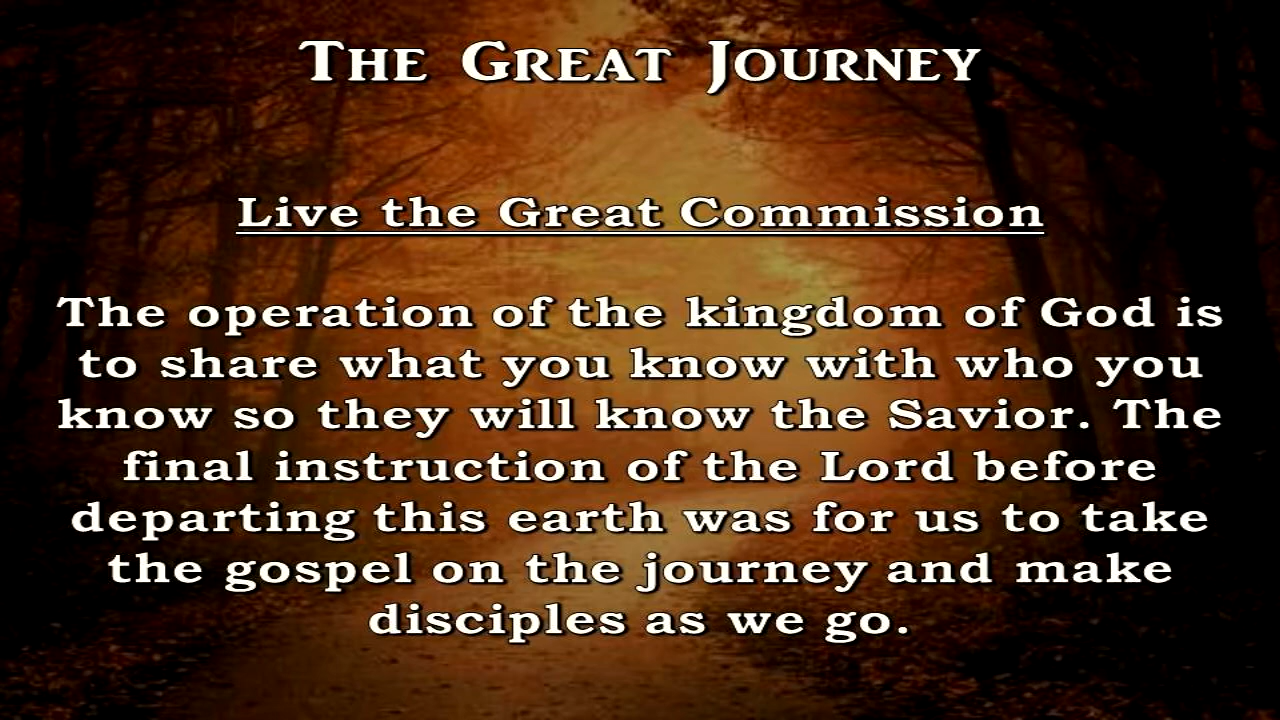 The Great Journey
Live the Great Commission
The operation of the kingdom of God is
to share what you know with who you
know so they will know the Savior. The
final instruction of the Lord before
departing this earth was for us to take
the gospel on the journey and make
disciples as we go.